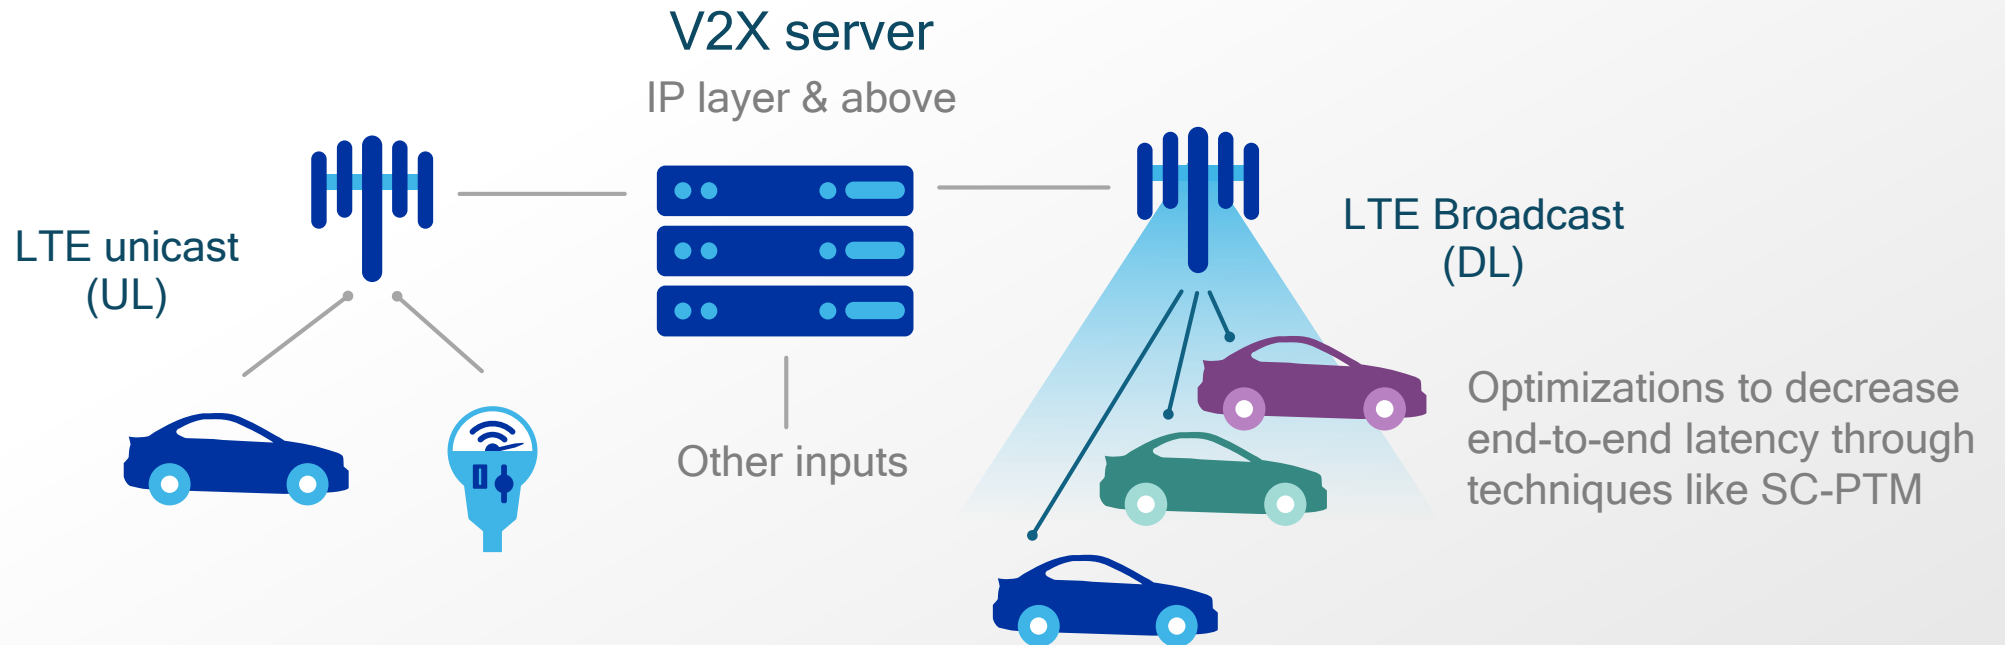 V2X server
IP layer & above
LTE unicast
(UL)
Other inputs
LTE Broadcast
(DL)
Optimizations to decrease
end-to-end latency through
techniques like SC-PTM